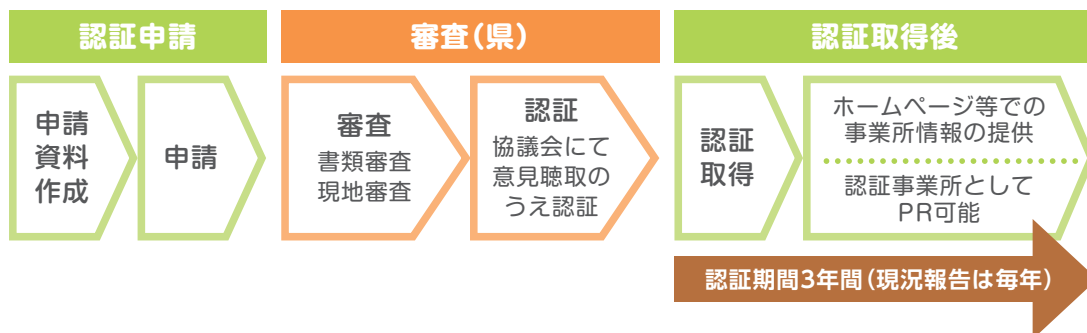 認証申請
審査(県)
認証取得後
申請
資料
作成
申請
審査
書類審査
現地審査
認証
協議会にて
意見聴取の
うえ認証
認証
取得
ホームページ等での
事業所情報の提供
認証事業所として
PR可能
認証期間3年間(現況報告は毎年)